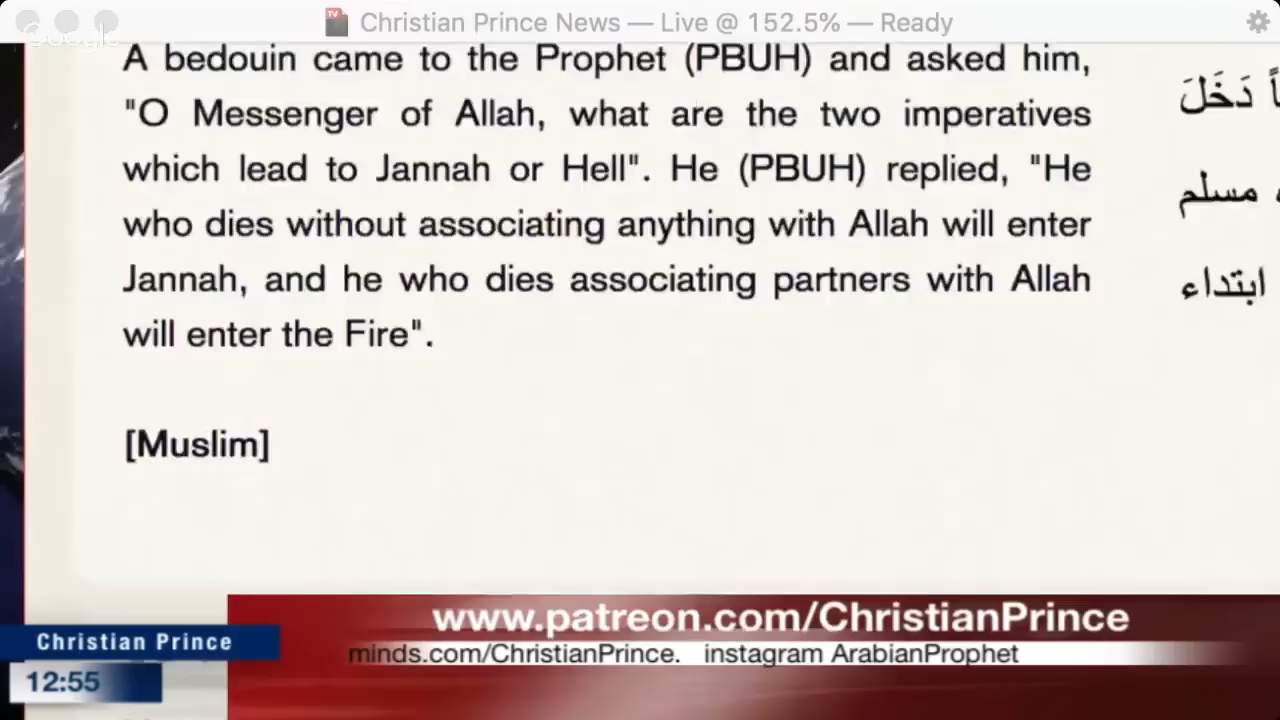 Christian Prince News — Live @ 152.5% — Ready
Google
A bedouin came to the Prophet (PBUH) and asked him,
"O Messenger of Allah, what are the two imperatives
which lead to Jannah or Hell". He (PBUH) replied, "He
who dies without associating anything with Allah will enter
Jannah, and he who dies associating partners with Allah
will enter the Fire".
[Muslim]
دَخَلَ
مسلم
ابتداء
www.patreon.com/ChristianPrince
minds.com/ChristianPrince. instagram ArabianProphet
Christian Prince
12:55